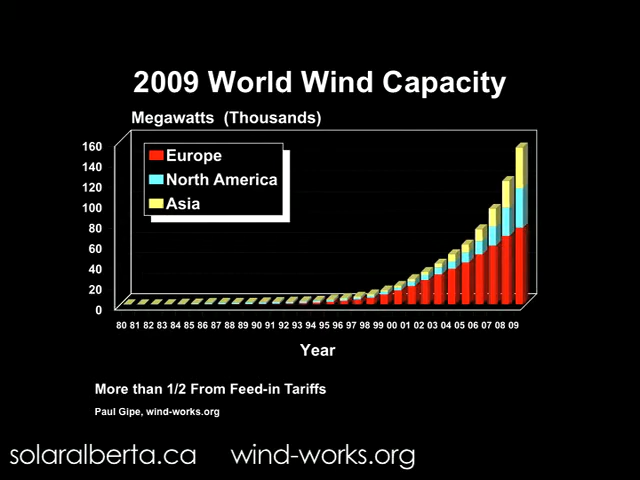 2009 World Wind Capacity
Megawatts (Thousands)
160
140
120
100
80
60
40
20
0
Europe
North America
Asia
80 81 82 83 84 85 86 87 88 89 90 91 92 93 94 95 96 97 98 99 00 01 02 03 04 05 06 07 08 09
Year
More than 1/2 From Feed-in Tariffs
Paul Gipe, wind-works.org
solaralberta.ca wind-works.org